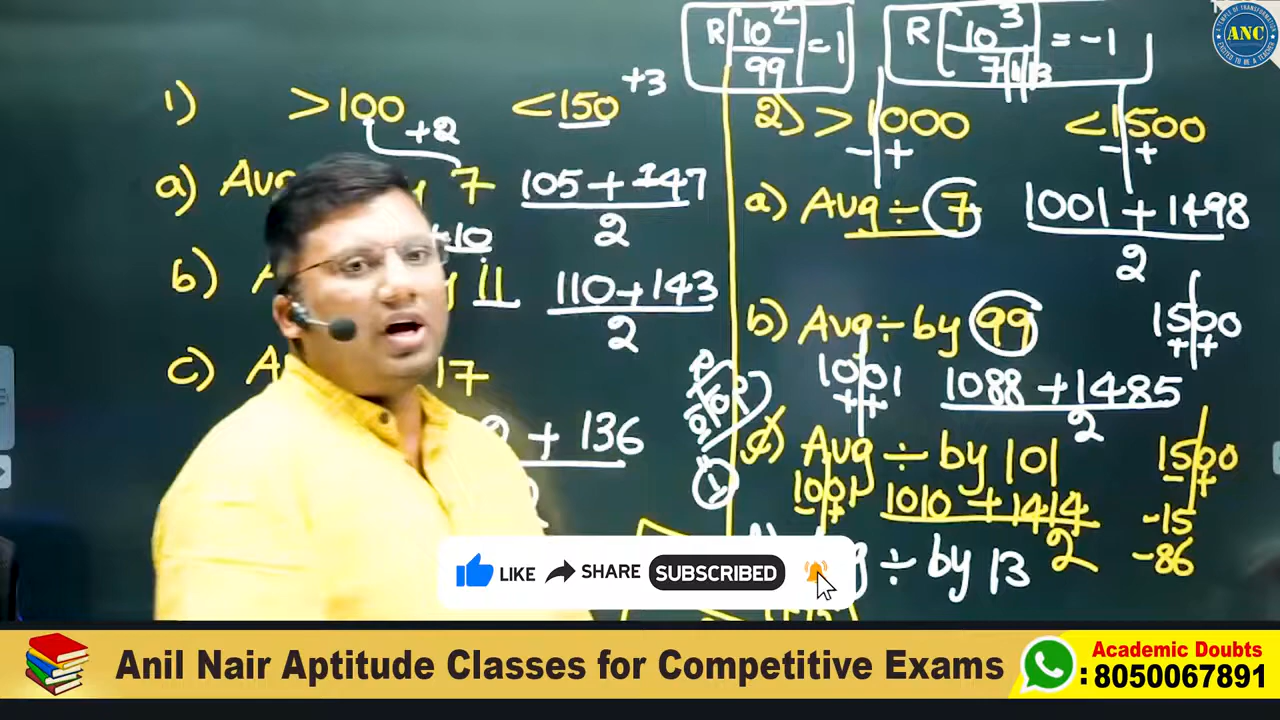 R[10²/99] = 1
R[10³/7|11|13] = -1
ANC
1) >100 <150 +3
+2
a) Avg 7 105 + 147 / 2
+10
b) A y 11 110 + 143 / 2
c) A 17
+ 136
2) >1000 <1500
- + - +
a) Avg ÷ 7 1001 + 1498 / 2
b) Avg ÷ by 99 1500
++
1001 1088 + 1485 / 2
++
Avg ÷ by 101 1500
- +
1001 1010 + 1414 / 2 -15
- + -86
÷ by 13
LIKE SHARE SUBSCRIBED
Anil Nair Aptitude Classes for Competitive Exams
Academic Doubts
: 8050067891